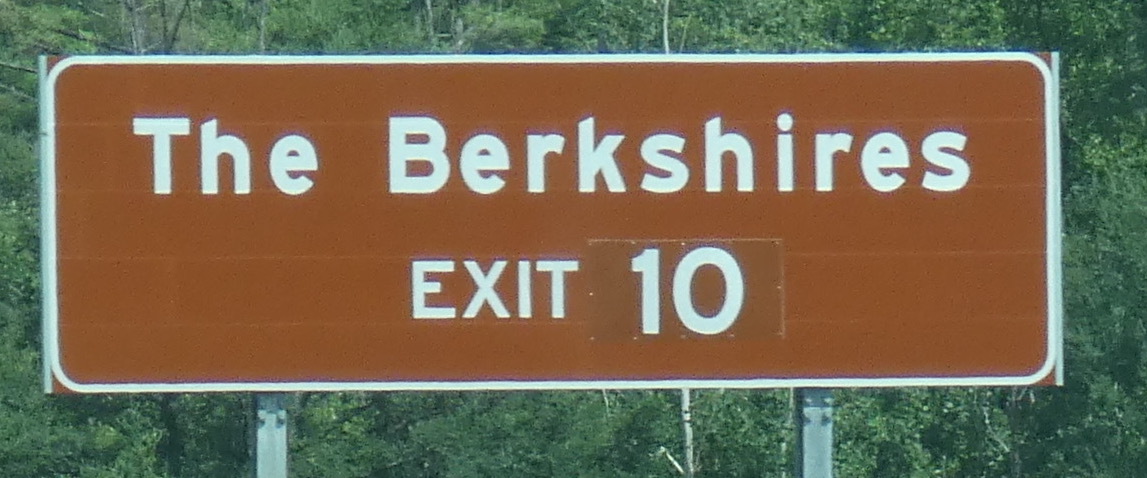 The Berkshires
EXIT 10